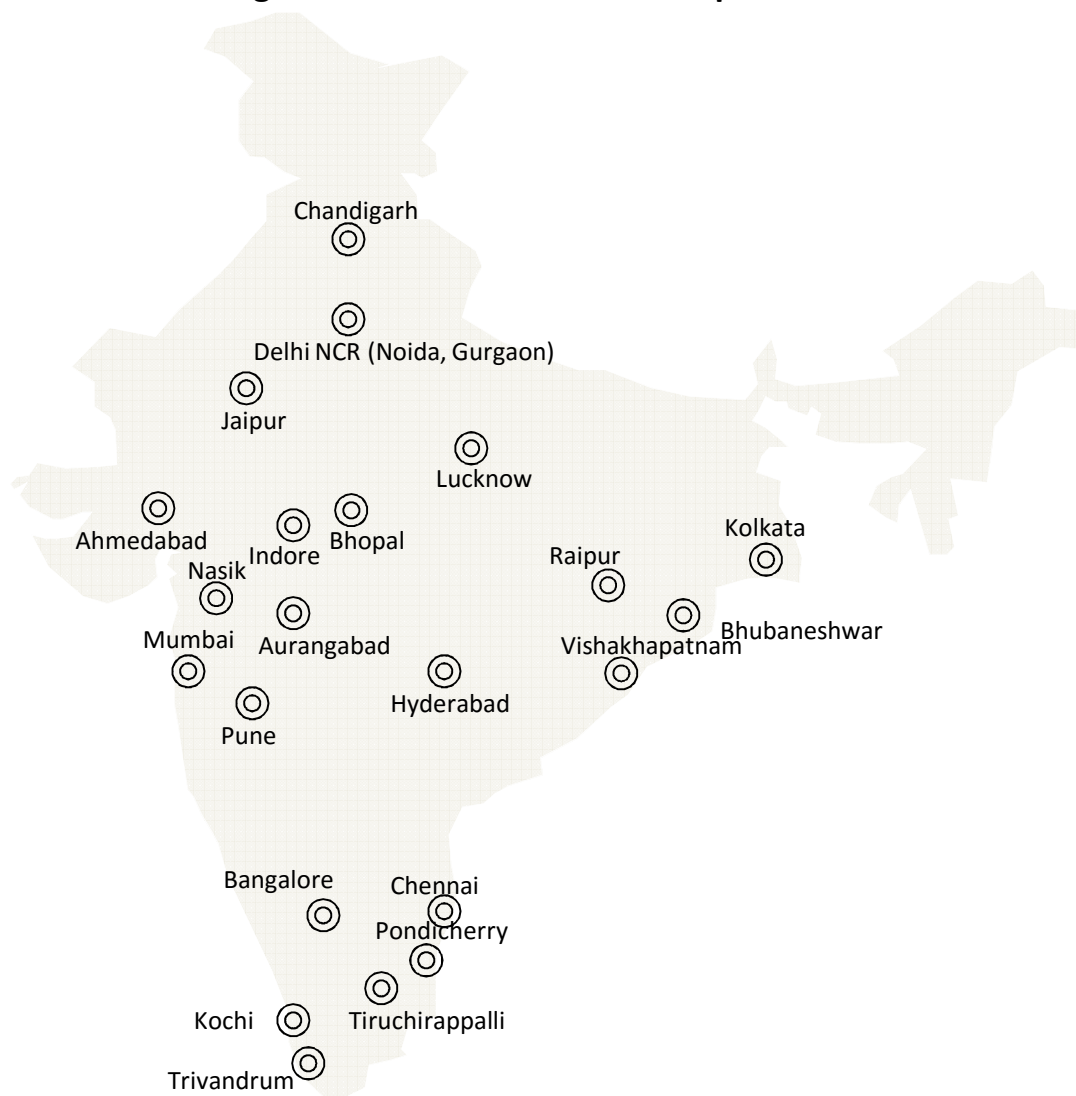 Chandigarh
Delhi NCR (Noida, Gurgaon)
Jaipur
Lucknow
Ahmedabad
Indore
Bhopal
Kolkata
Raipur
Nasik
Mumbai
Aurangabad
Bhubaneshwar
Vishakhapatnam
Hyderabad
Pune
Bangalore
Chennai
Pondicherry
Kochi
Tiruchirappalli
Trivandrum